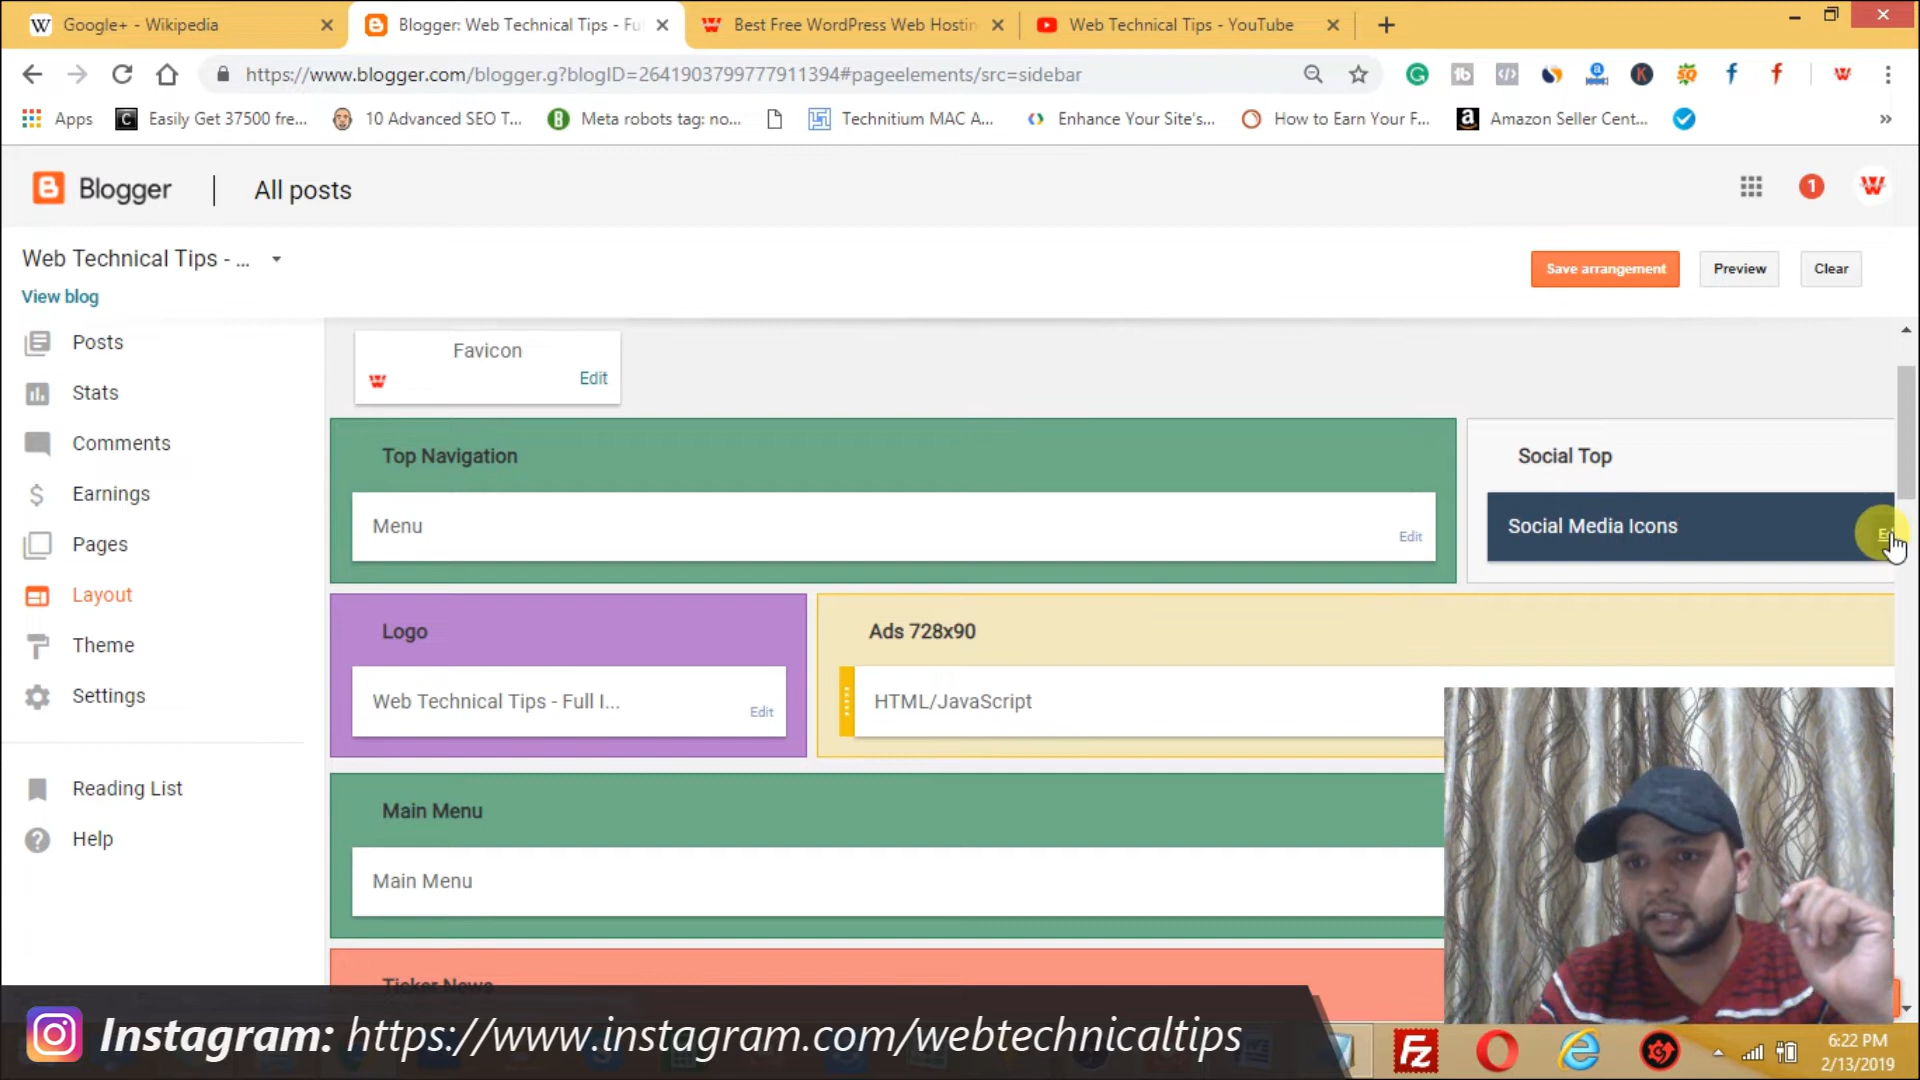 Google+ - Wikipedia
Blogger: Web Technical Tips - Fu
Best Free WordPress Web Hostin
Web Technical Tips - YouTube
https://www.blogger.com/blogger.g?blogID=2641903799777911394#pageelements/src=sidebar
Apps
Easily Get 37500 fre...
10 Advanced SEO T...
Meta robots tag: no...
Technitium MAC A...
Enhance Your Site's...
How to Earn Your F...
Amazon Seller Cent...
Blogger
All posts
1
Web Technical Tips - ...
View blog
Save arrangement
Preview
Clear
Posts
Stats
Comments
Earnings
Pages
Layout
Theme
Settings
Reading List
Help
Favicon
Edit
Top Navigation
Menu
Edit
Social Top
Social Media Icons
Logo
Web Technical Tips - Full I...
Edit
Ads 728x90
HTML/JavaScript
Main Menu
Main Menu
Ticker News
Instagram: https://www.instagram.com/webtechnicaltips
6:22 PM
2/13/2019